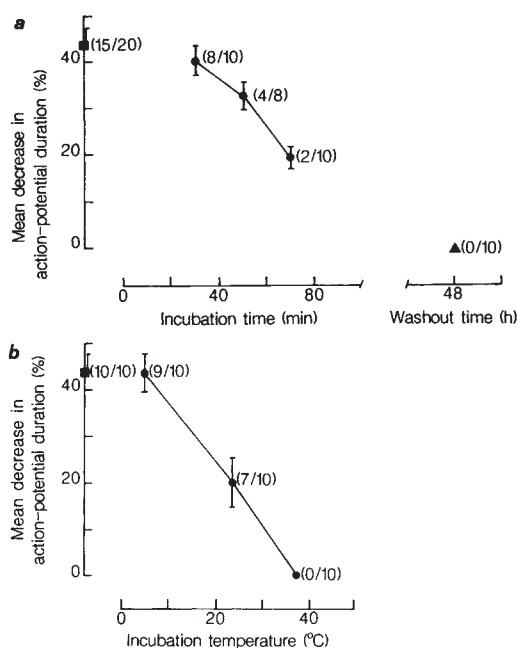 a
Mean decrease in
action-potential duration (%)
40
20
0
(15/20)
(8/10)
(4/8)
(2/10)
(0/10)
0 40 80
48
Incubation time (min)
Washout time (h)
b
Mean decrease in
action-potential duration (%)
40
20
0
(10/10)
(9/10)
(7/10)
(0/10)
0 20 40
Incubation temperature (°C)